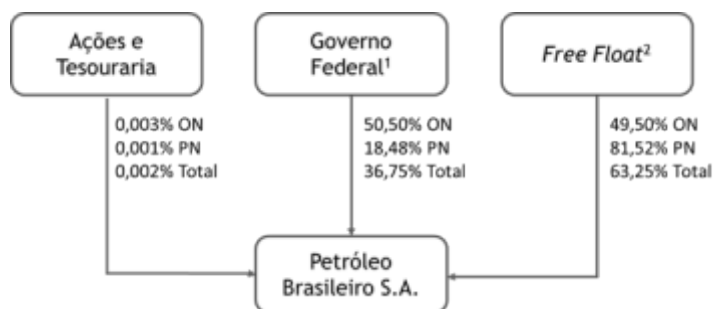 Ações e
Tesouraria
Governo
Federal¹
Free Float²
0,003% ON
0,001% PN
0,002% Total
50,50% ON
18,48% PN
36,75% Total
49,50% ON
81,52% PN
63,25% Total
Petróleo
Brasileiro S.A.